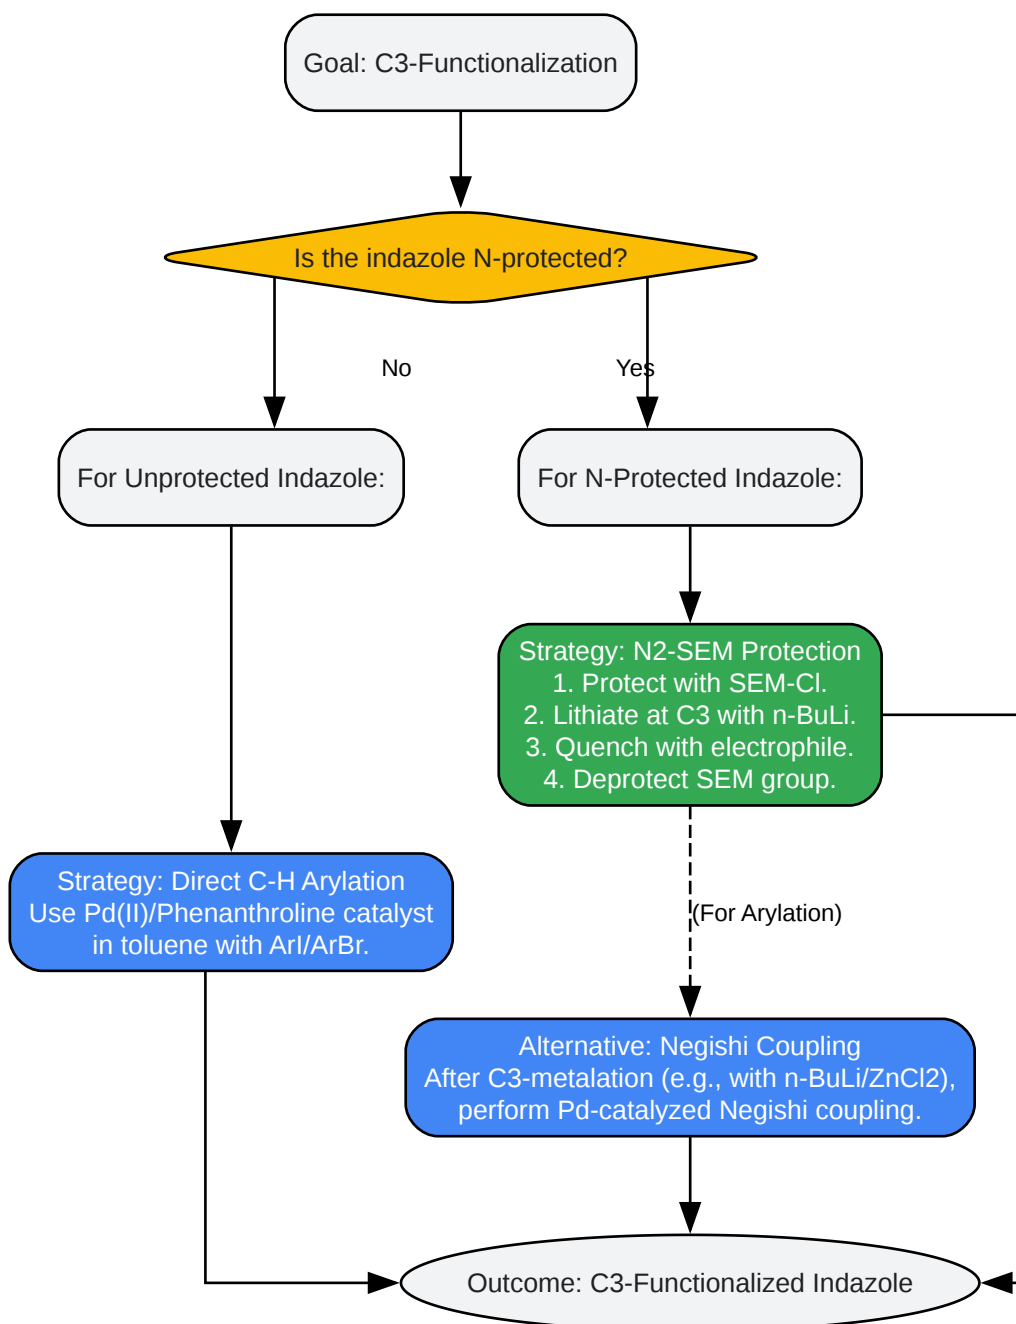 Goal: C3-Functionalization
Is the indazole N-protected?
No
Yes
For Unprotected Indazole:
For N-Protected Indazole:
Strategy: N2-SEM Protection
1. Protect with SEM-Cl.
2. Lithiate at C3 with n-BuLi.
3. Quench with electrophile.
4. Deprotect SEM group.
Strategy: Direct C-H Arylation
Use Pd(II)/Phenanthroline catalyst
in toluene with ArI/ArBr.
(For Arylation)
Alternative: Negishi Coupling
After C3-metalation (e.g., with n-BuLi/ZnCl2),
perform Pd-catalyzed Negishi coupling.
Outcome: C3-Functionalized Indazole